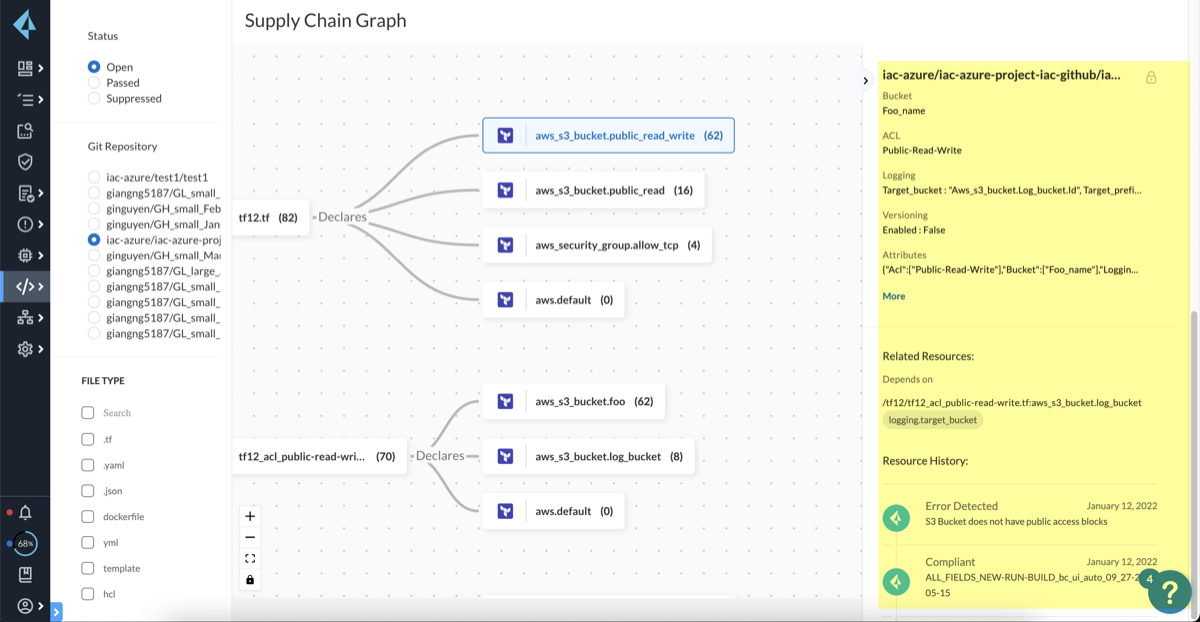 Supply Chain Graph
Status
Open
Passed
Suppressed
Git Repository
iac-azure/test1/test1
giangng5187/GL_small_
ginguyen/GH_small_Feb
ginguyen/GH_small_Jan
iac-azure/iac-azure-proj
ginguyen/GH_small_Mar
giangng5187/GL_large_
giangng5187/GL_small_
giangng5187/GL_small_
giangng5187/GL_small_
giangng5187/GL_small_
FILE TYPE
Search
.tf
.yaml
.json
dockerfile
yml
template
hcl
68%
tf12.tf (82)
Declares
aws_s3_bucket.public_read_write (62)
aws_s3_bucket.public_read (16)
aws_security_group.allow_tcp (4)
aws.default (0)
tf12_acl_public-read-wri... (70)
Declares
aws_s3_bucket.foo (62)
aws_s3_bucket.log_bucket (8)
aws.default (0)
iac-azure/iac-azure-project-iac-github/ia...
Bucket
Foo_name
ACL
Public-Read-Write
Logging
Target_bucket : "Aws_s3_bucket.Log_bucket.Id", Target_prefi...
Versioning
Enabled : False
Attributes
{"Acl":["Public-Read-Write"],"Bucket":["Foo_name"],"Loggin...
More
Related Resources:
Depends on
/tf12/tf12_acl_public-read-write.tf:aws_s3_bucket.log_bucket
logging.target_bucket
Resource History:
Error Detected January 12, 2022
S3 Bucket does not have public access blocks
Compliant January 12, 2022
ALL_FIELDS_NEW-RUN-BUILD_bc_ui_auto_09_27-2
05-15
4
?